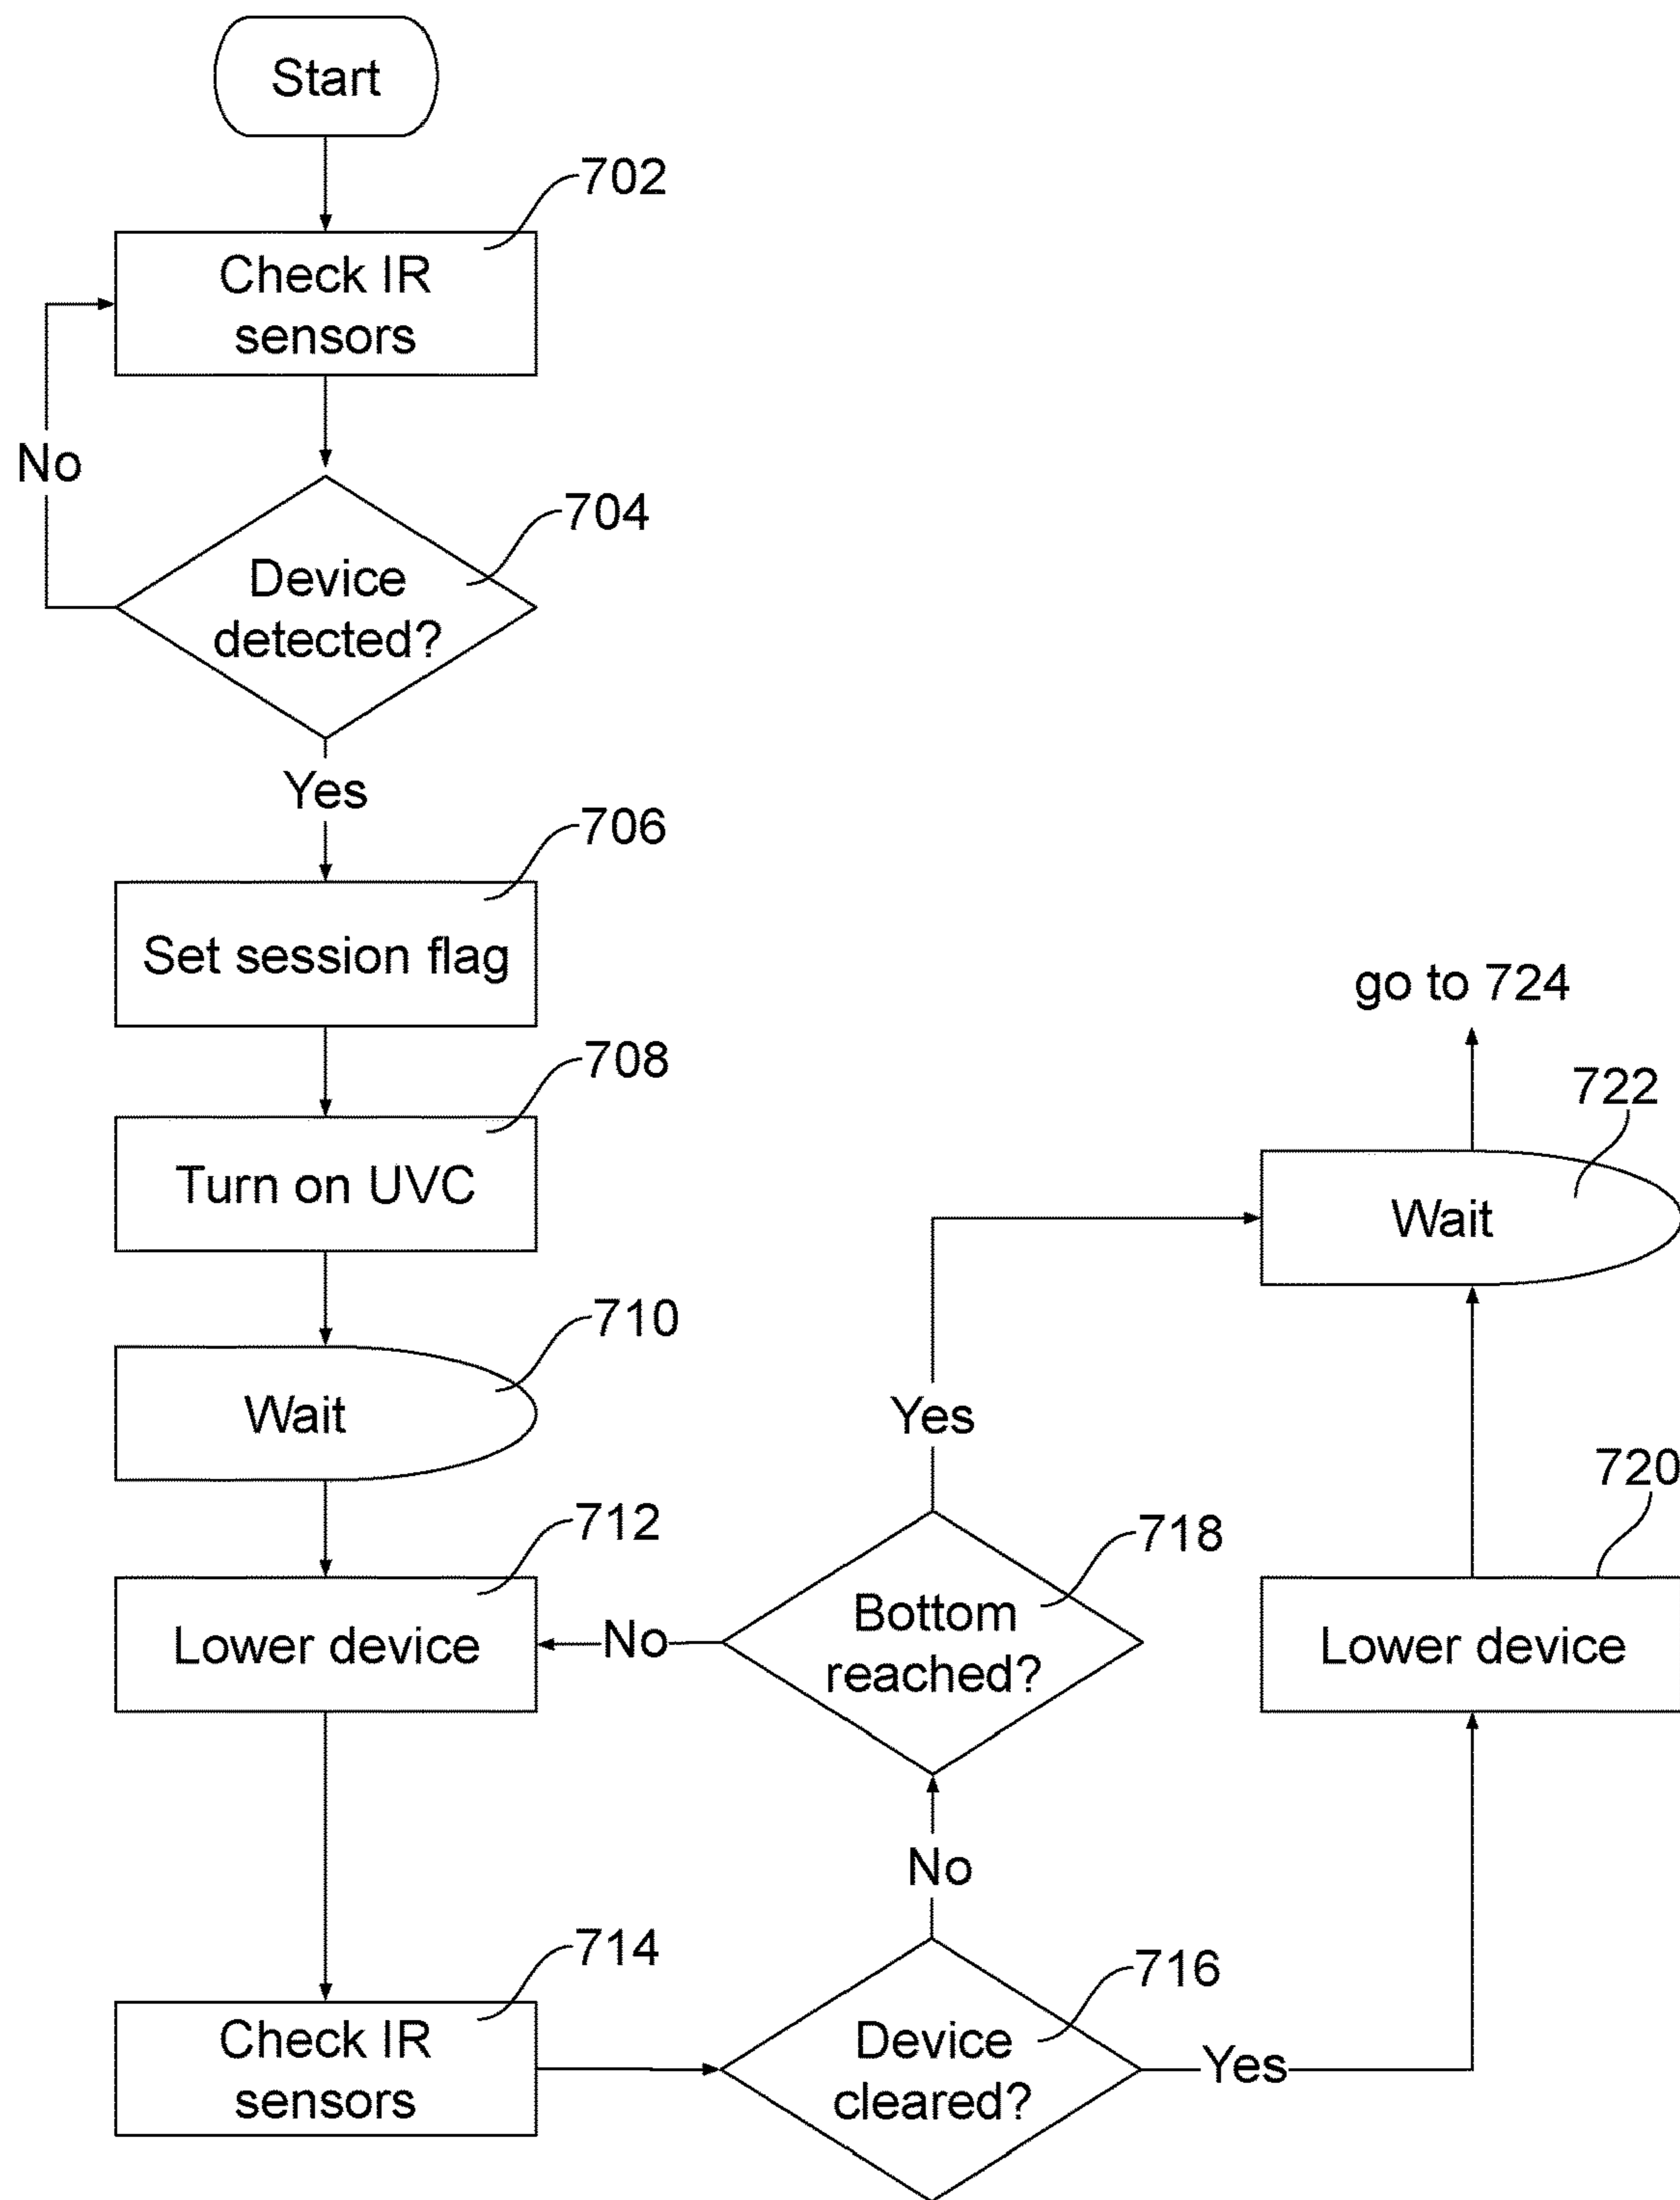 Start
702
Check IR
sensors
No
704
Device
detected?
Yes
706
Set session flag
708
Turn on UVC
710
Wait
712
Lower device
714
Check IR
sensors
716
Device
cleared?
No
Yes
718
Bottom
reached?
No
Yes
720
Lower device
722
Wait
go to 724